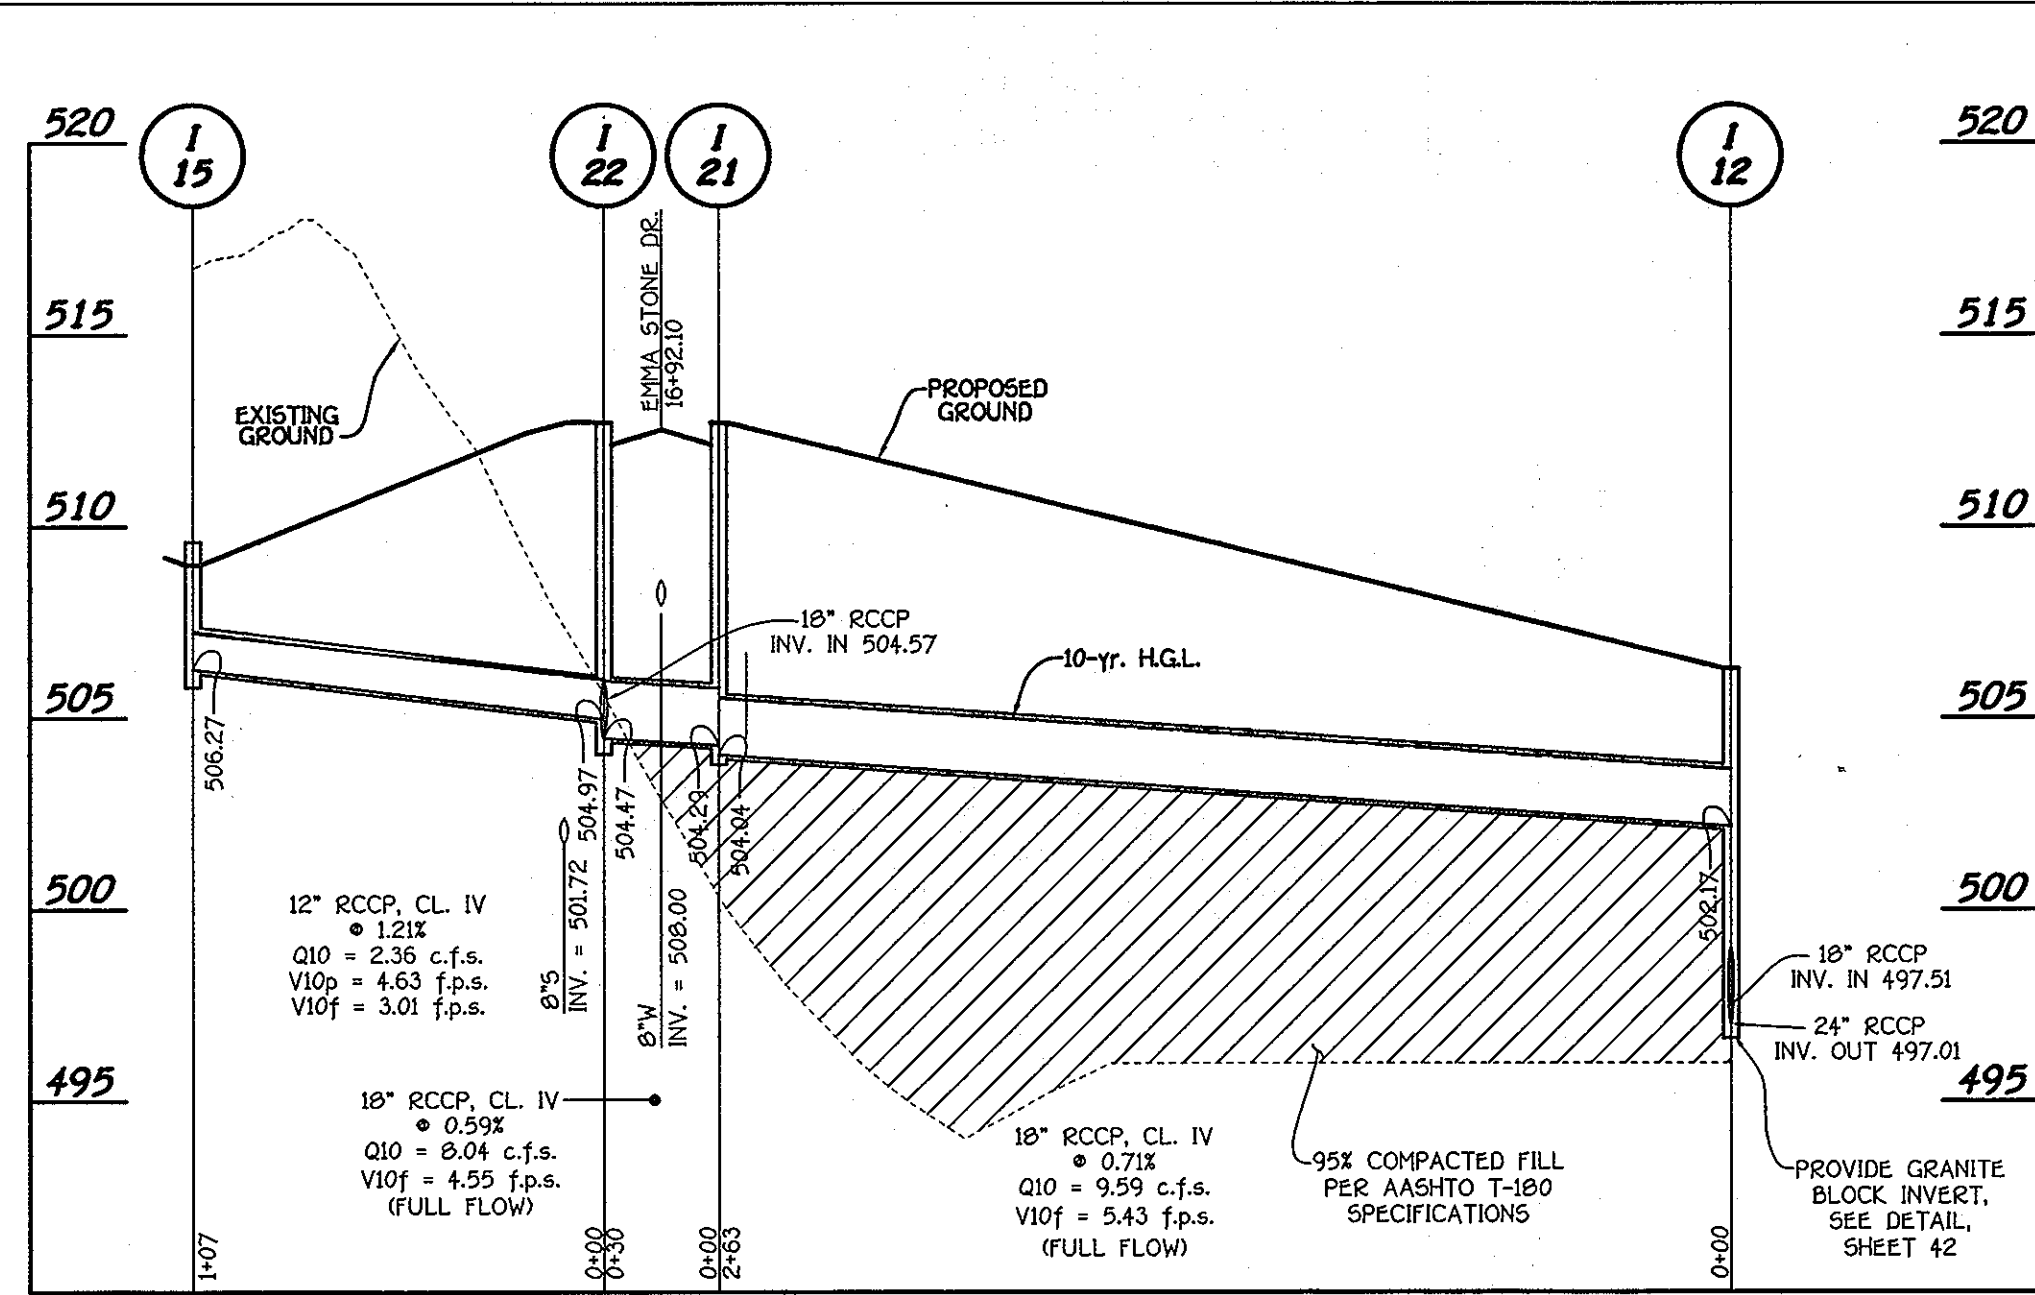 I
15
I
22
I
21
I
12
520
515
510
505
500
495
520
515
510
505
500
495
EMMA STONE DR.
16+92.10
EXISTING
GROUND
PROPOSED
GROUND
18" RCCP
INV. IN 504.57
10-yr. H.G.L.
506.27
504.97
504.47
504.29
504.04
502.17
8"S
INV. = 501.72
8"W
INV. = 508.00
12" RCCP, CL. IV
@ 1.21%
Q10 = 2.36 c.f.s.
V10p = 4.63 f.p.s.
V10f = 3.01 f.p.s.
18" RCCP, CL. IV
@ 0.59%
Q10 = 8.04 c.f.s.
V10f = 4.55 f.p.s.
(FULL FLOW)
18" RCCP, CL. IV
@ 0.71%
Q10 = 9.59 c.f.s.
V10f = 5.43 f.p.s.
(FULL FLOW)
95% COMPACTED FILL
PER AASHTO T-180
SPECIFICATIONS
18" RCCP
INV. IN 497.51
24" RCCP
INV. OUT 497.01
PROVIDE GRANITE
BLOCK INVERT,
SEE DETAIL,
SHEET 42
1+07
0+00
0+30
0+00
2+63
0+00